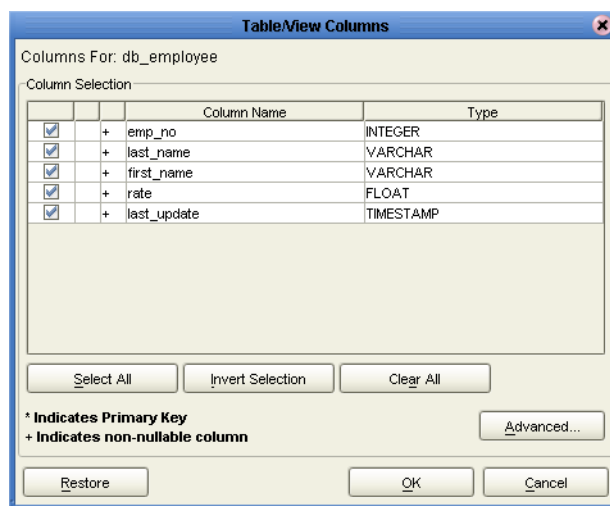 Table/View Columns
Columns For: db_employee
Column Selection
Column Name Type
+ emp_no INTEGER
+ last_name VARCHAR
+ first_name VARCHAR
+ rate FLOAT
+ last_update TIMESTAMP
Select All Invert Selection Clear All
* Indicates Primary Key
+ Indicates non-nullable column
Advanced...
Restore OK Cancel